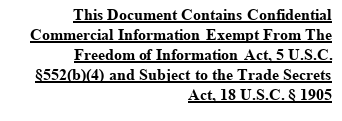 This Document Contains Confidential
Commercial Information Exempt From The
Freedom of Information Act, 5 U.S.C.
§552(b)(4) and Subject to the Trade Secrets
Act, 18 U.S.C. § 1905